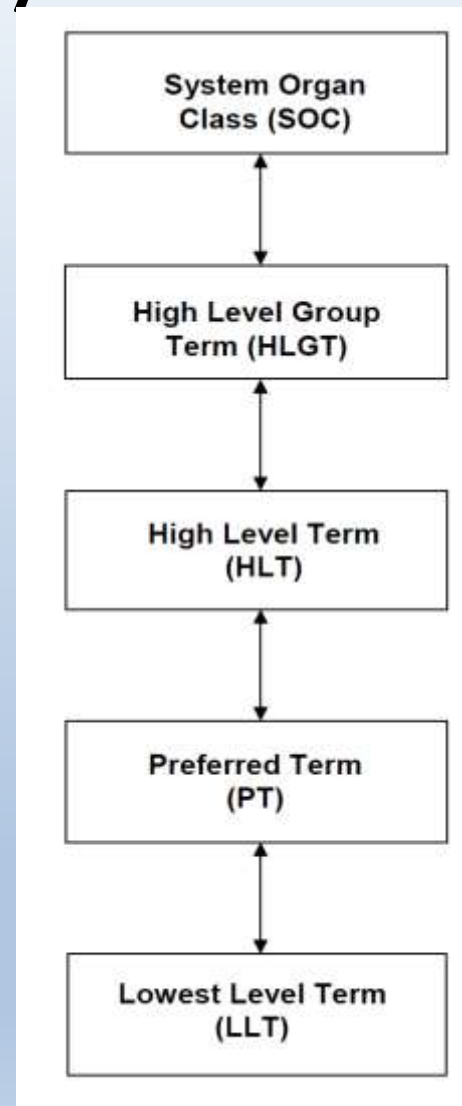 System Organ
Class (SOC)
High Level Group
Term (HLGT)
High Level Term
(HLT)
Preferred Term
(PT)
Lowest Level Term
(LLT)